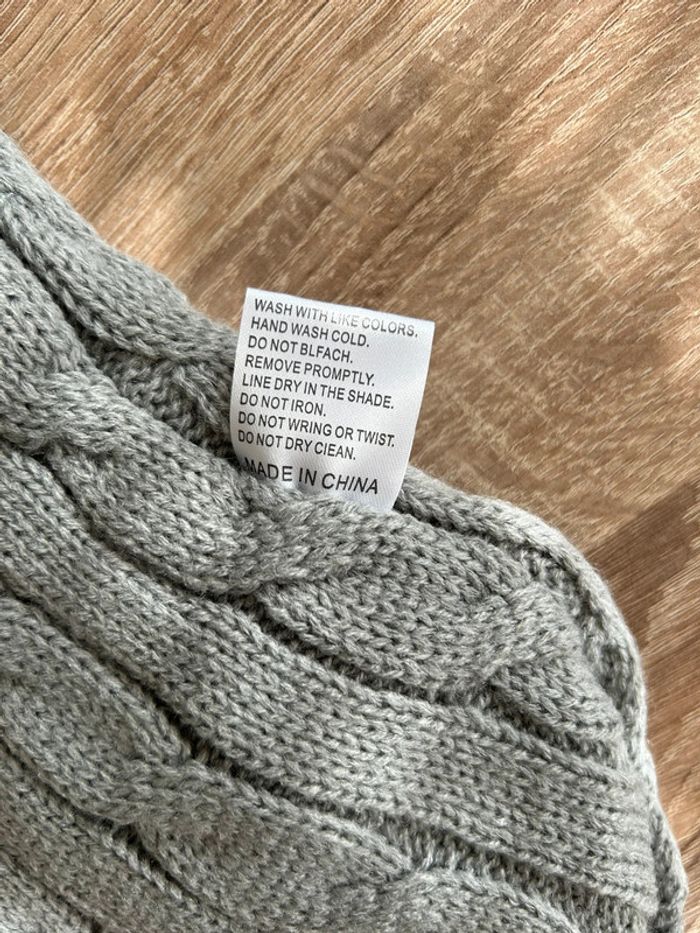 WASH WITH LIKE COLORS.
HAND WASH COLD.
DO NOT BLFACH.
REMOVE PROMPTLY.
LINE DRY IN THE SHADE.
DO NOT IRON.
DO NOT WRING OR TWIST.
DO NOT DRY CIEAN.
MADE IN CHINA